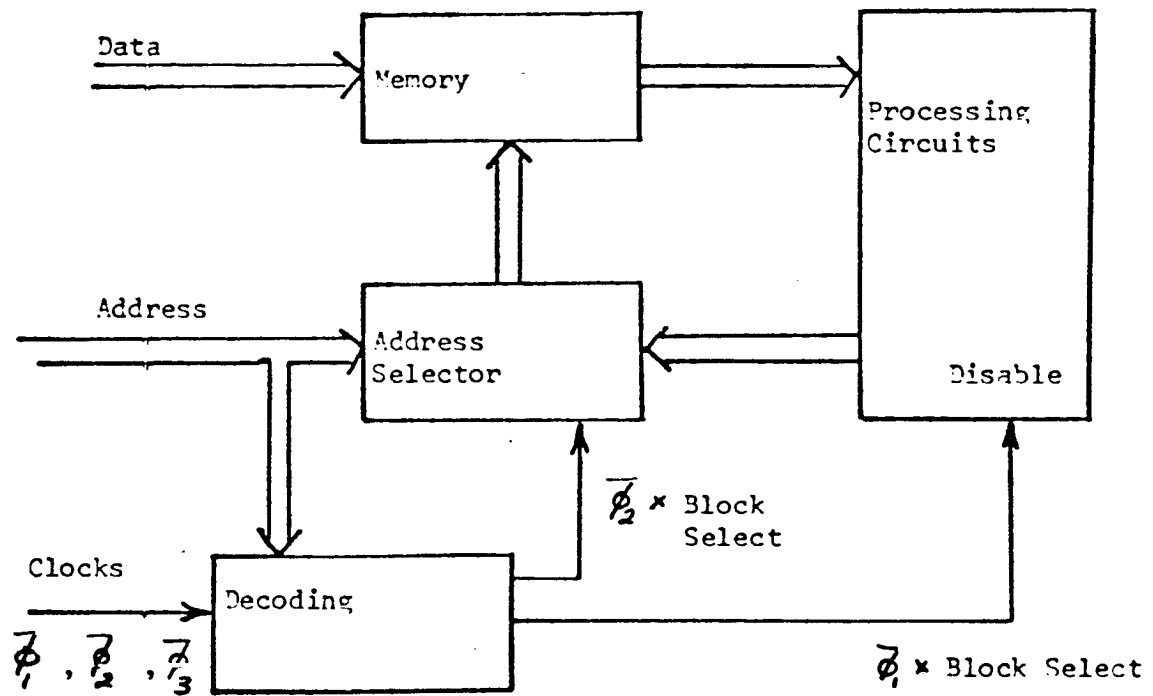 Data
Memory
Processing
Circuits
Address
Address
Selector
Disable
φ̅₂ × Block
Select
Clocks
Decoding
φ̅₁ , φ̅₂ , φ̅₃
φ̅₁ × Block Select